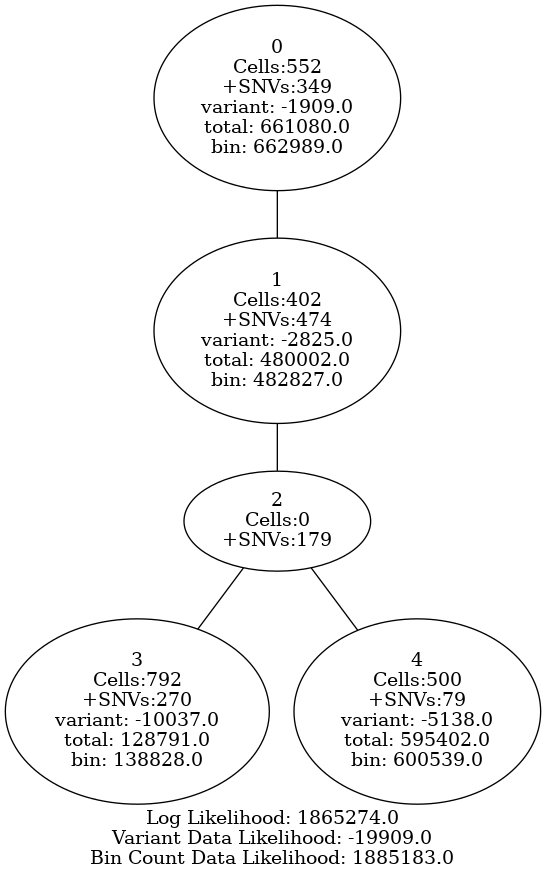 0
Cells:552
+SNVs:349
variant: -1909.0
total: 661080.0
bin: 662989.0
1
Cells:402
+SNVs:474
variant: -2825.0
total: 480002.0
bin: 482827.0
2
Cells:0
+SNVs:179
3
Cells:792
+SNVs:270
variant: -10037.0
total: 128791.0
bin: 138828.0
4
Cells:500
+SNVs:79
variant: -5138.0
total: 595402.0
bin: 600539.0
Log Likelihood: 1865274.0
Variant Data Likelihood: -19909.0
Bin Count Data Likelihood: 1885183.0